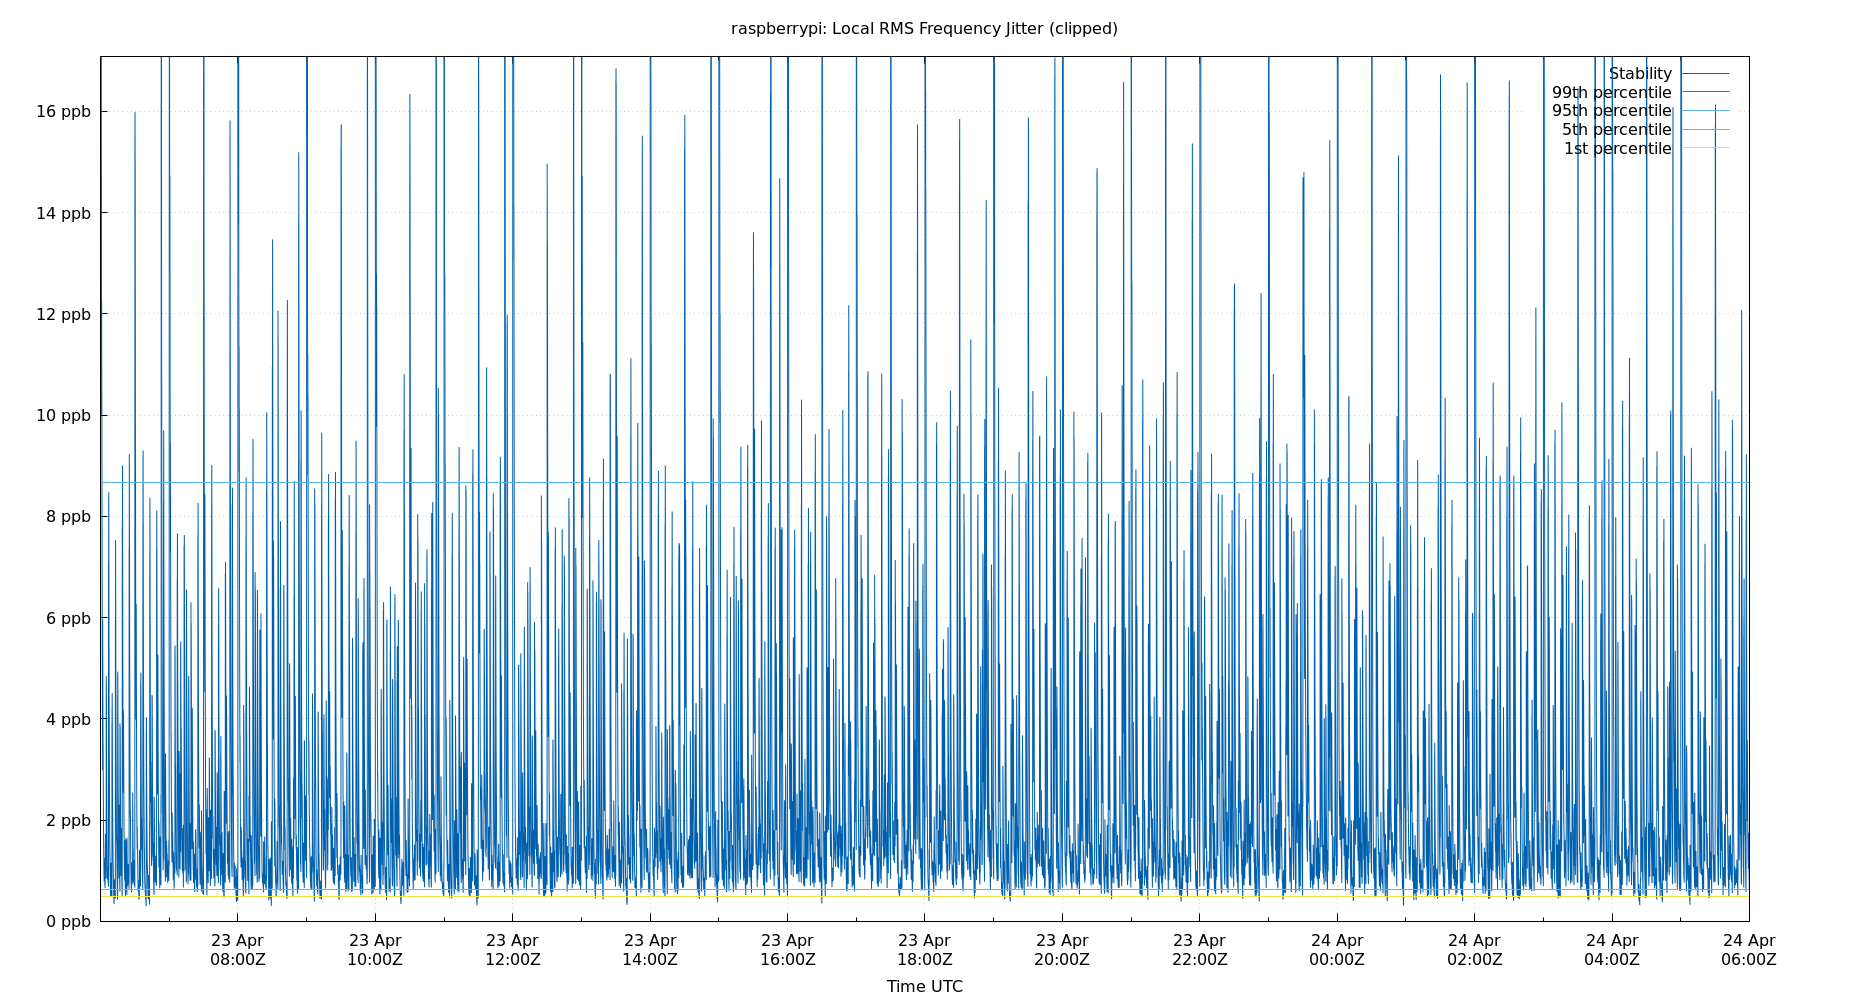 raspberrypi: Local RMS Frequency Jitter (clipped)
Stability
99th percentile
95th percentile
5th percentile
1st percentile
16 ppb
14 ppb
12 ppb
10 ppb
8 ppb
6 ppb
4 ppb
2 ppb
0 ppb
23 Apr 23 Apr 23 Apr 23 Apr 23 Apr 23 Apr 23 Apr 23 Apr 24 Apr 24 Apr 24 Apr 24 Apr
08:00Z 10:00Z 12:00Z 14:00Z 16:00Z 18:00Z 20:00Z 22:00Z 00:00Z 02:00Z 04:00Z 06:00Z
Time UTC